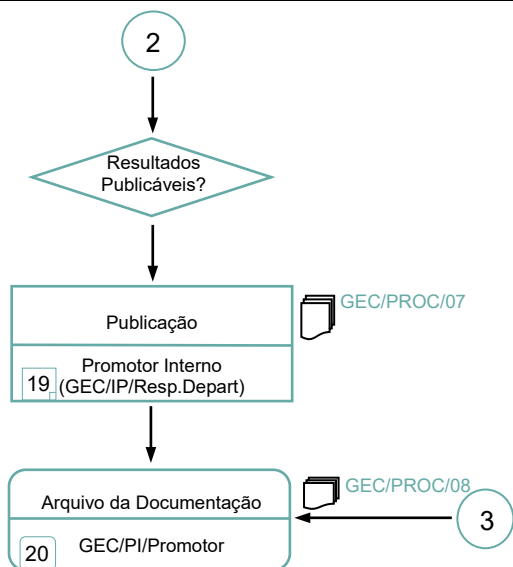 2
Resultados
Publicáveis?
GEC/PROC/07
Publicação
Promotor Interno
19 (GEC/IP/Resp.Depart)
GEC/PROC/08
Arquivo da Documentação
3
20 GEC/PI/Promotor